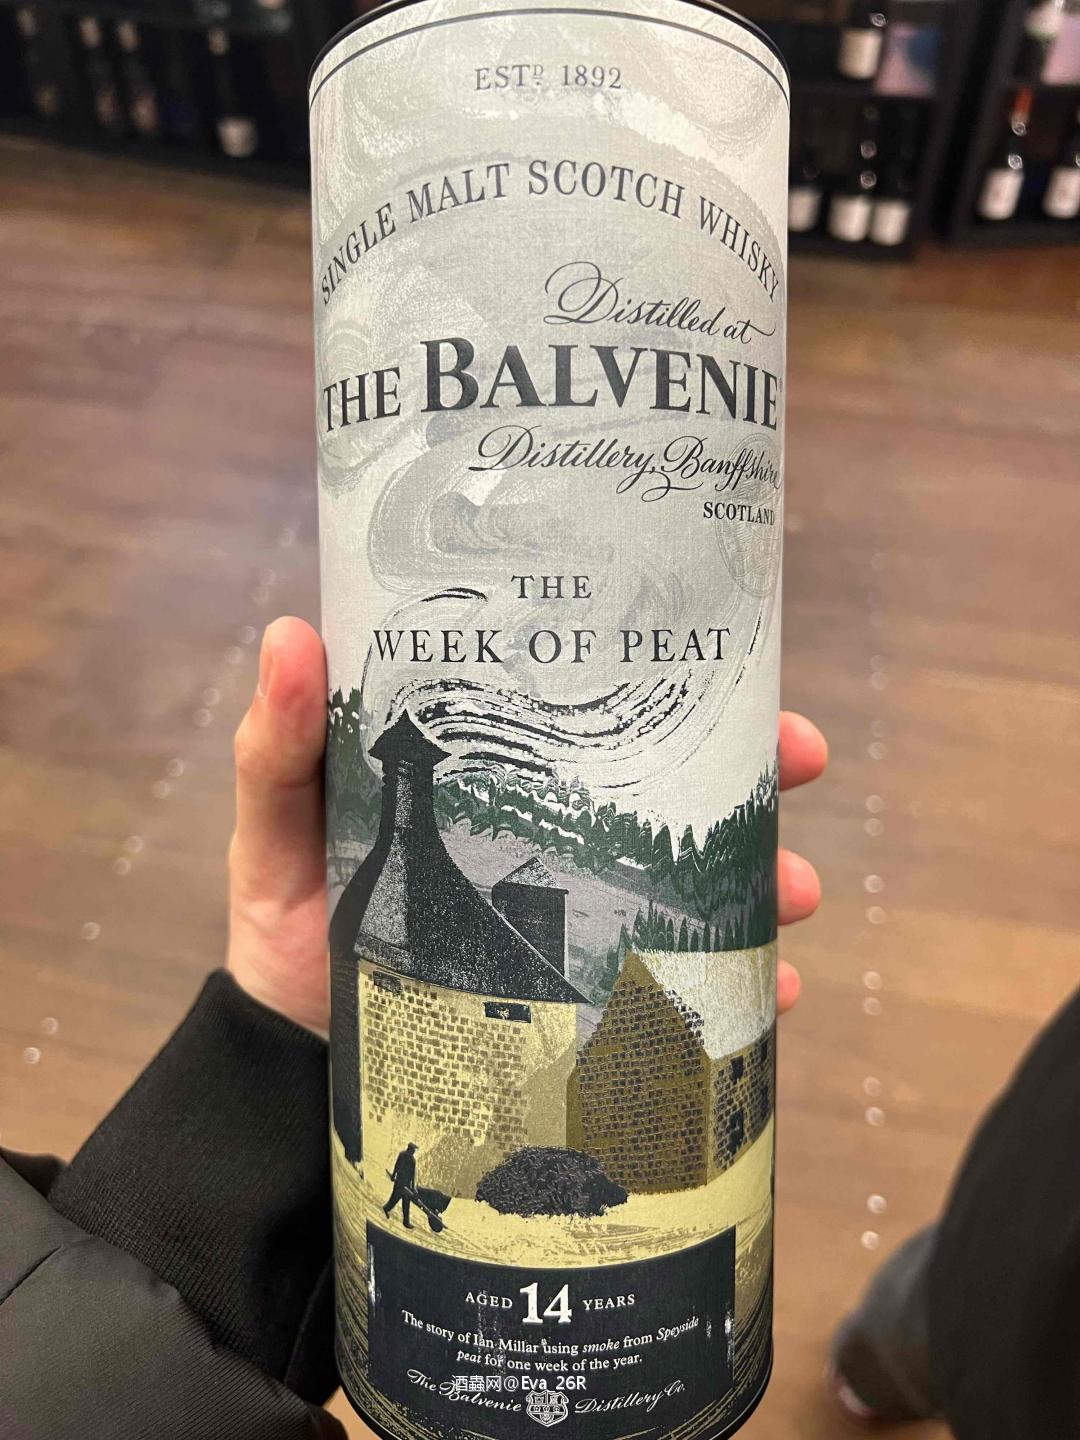 ESTD 1892
SINGLE MALT SCOTCH WHISKY
Distilled at
THE BALVENIE
Distillery, Banffshire
SCOTLAND
THE
WEEK OF PEAT
AGED 14 YEARS
The story of Ian Millar using smoke from Speyside
peat for one week of the year.
The Balvenie Distillery Co.
酒蟲网@Eva_26R